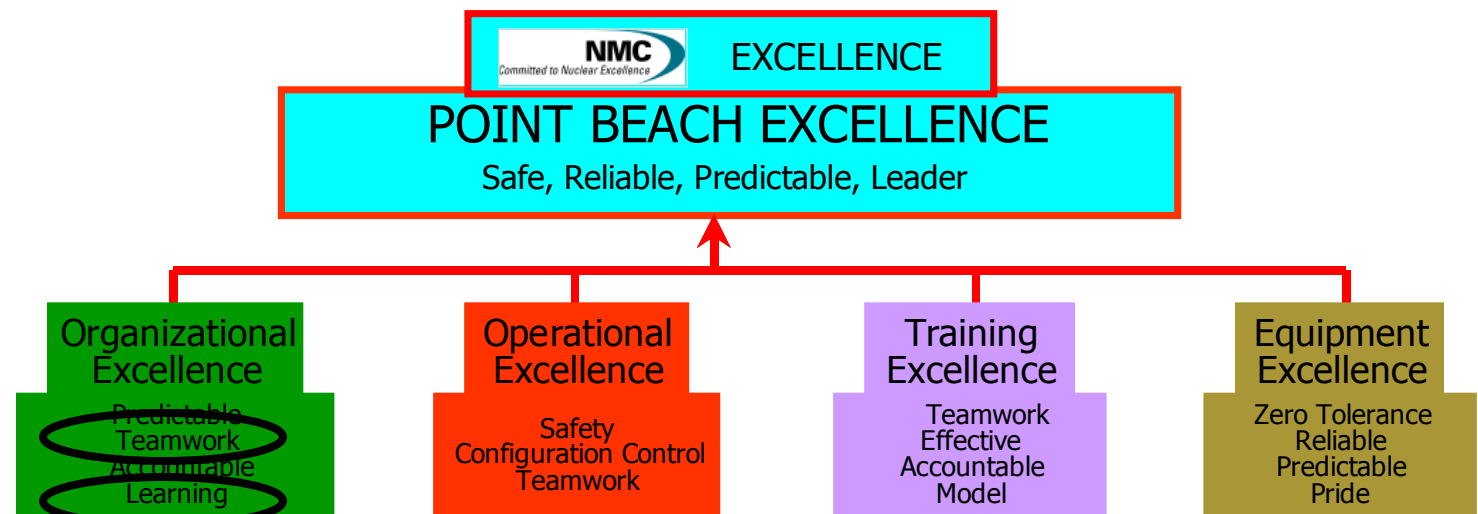 NMC
Committed to Nuclear Excellence
EXCELLENCE
POINT BEACH EXCELLENCE
Safe, Reliable, Predictable, Leader
Organizational
Excellence
Predictable
Teamwork
Accountable
Learning
Operational
Excellence
Safety
Configuration Control
Teamwork
Training
Excellence
Teamwork
Effective
Accountable
Model
Equipment
Excellence
Zero Tolerance
Reliable
Predictable
Pride